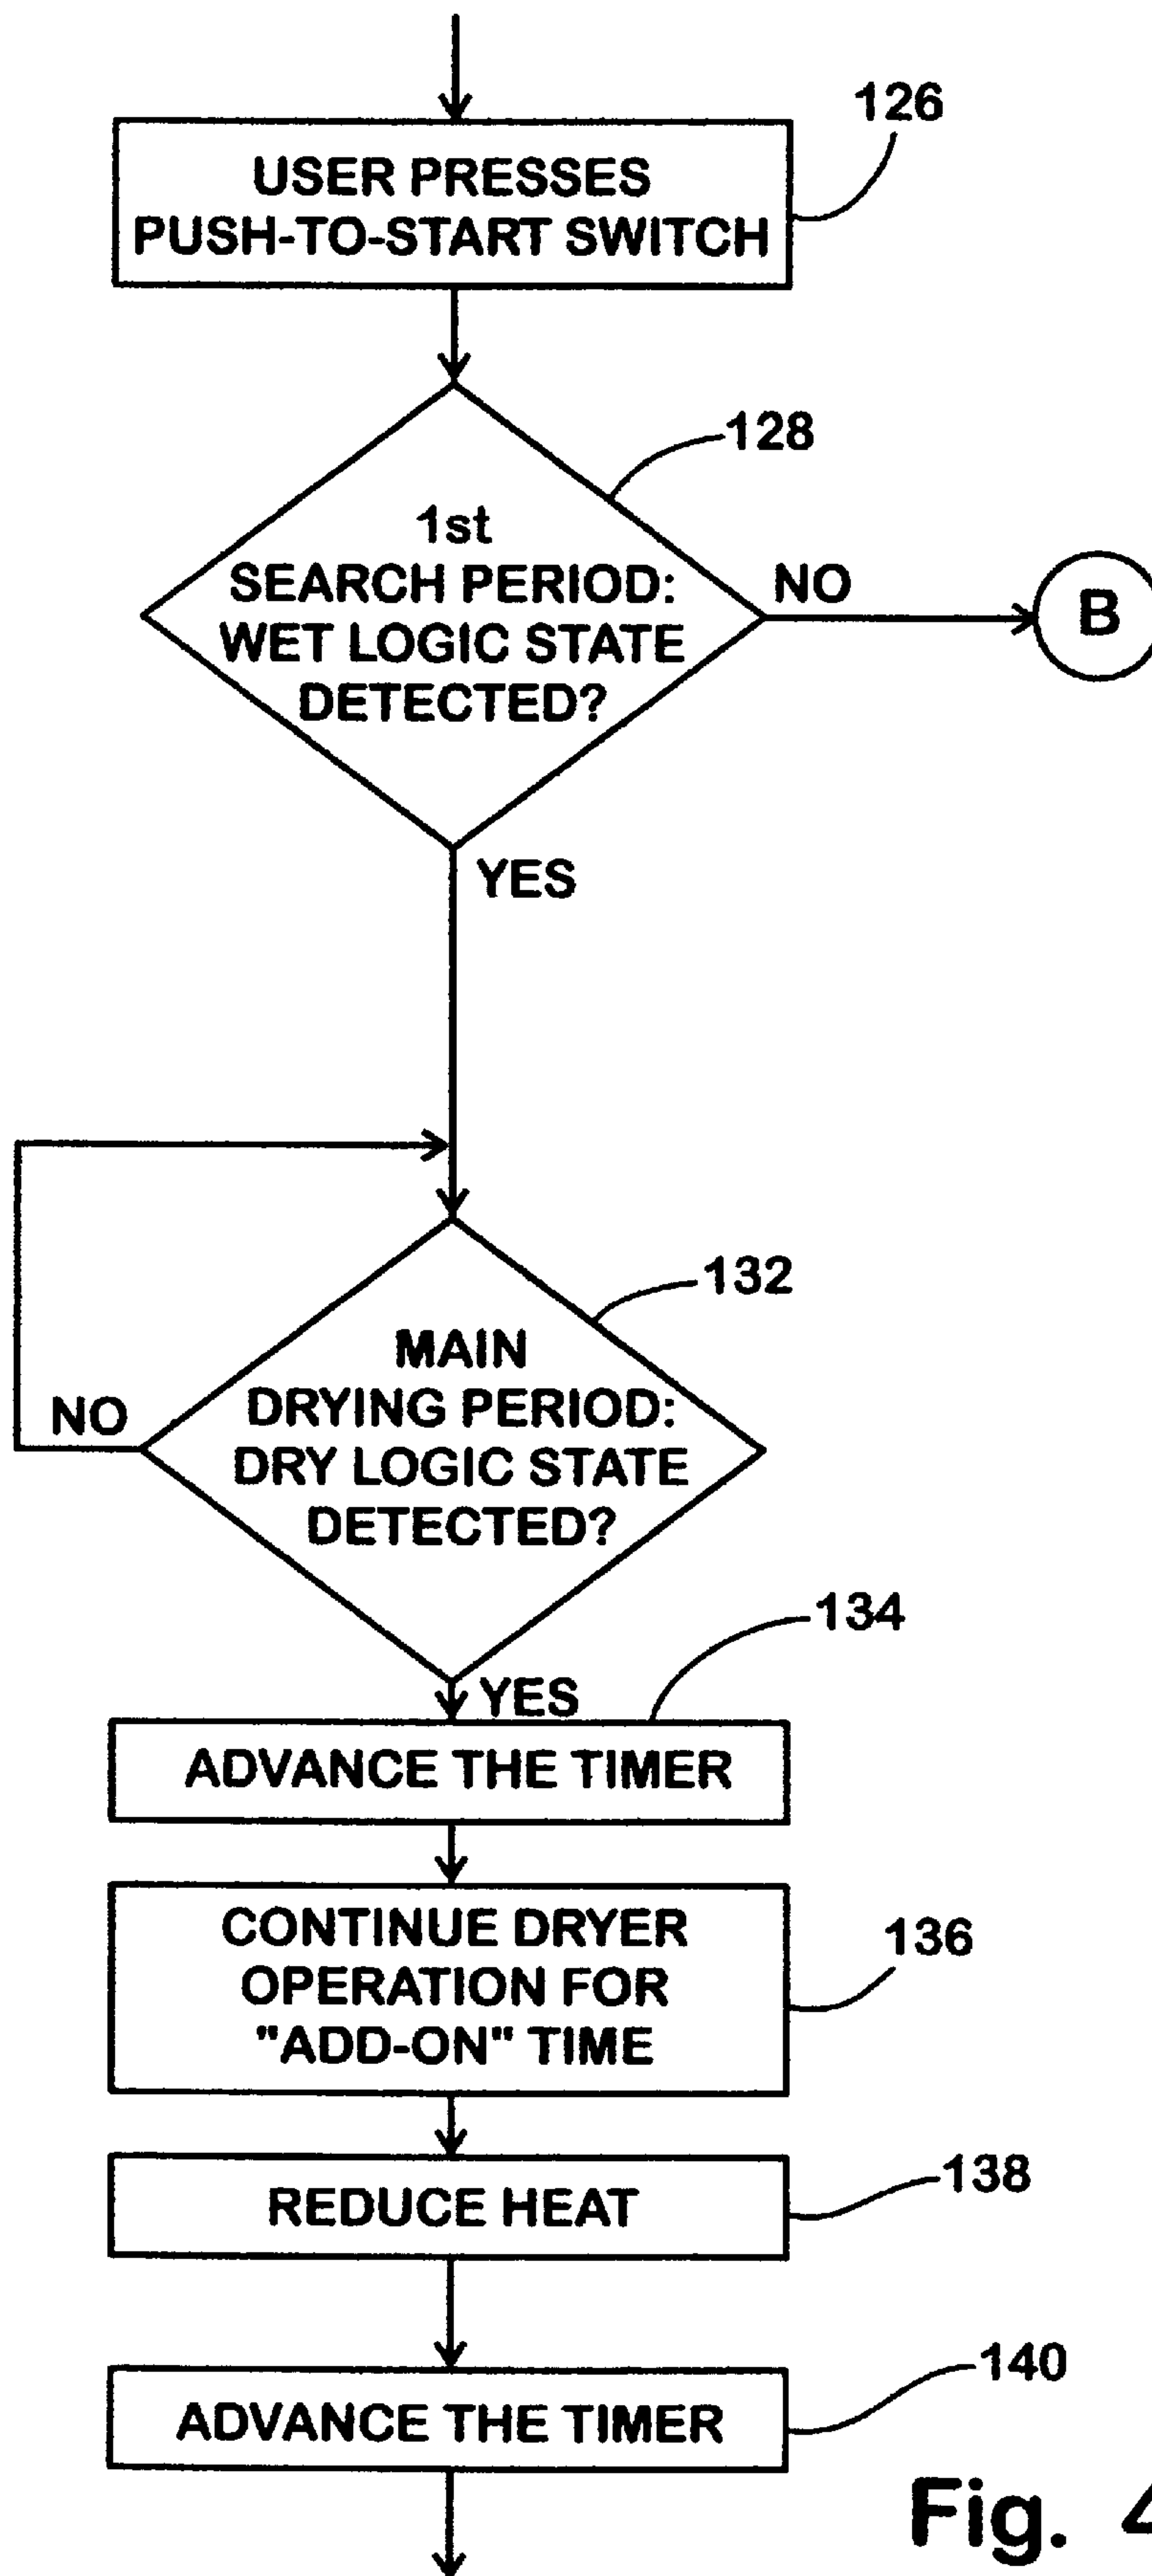 126
USER PRESSES
PUSH-TO-START SWITCH
128
1st
SEARCH PERIOD:
WET LOGIC STATE
DETECTED?
NO
B
YES
132
MAIN
DRYING PERIOD:
DRY LOGIC STATE
DETECTED?
NO
134
YES
ADVANCE THE TIMER
CONTINUE DRYER
OPERATION FOR
"ADD-ON" TIME
136
REDUCE HEAT
138
140
ADVANCE THE TIMER
Fig. 4